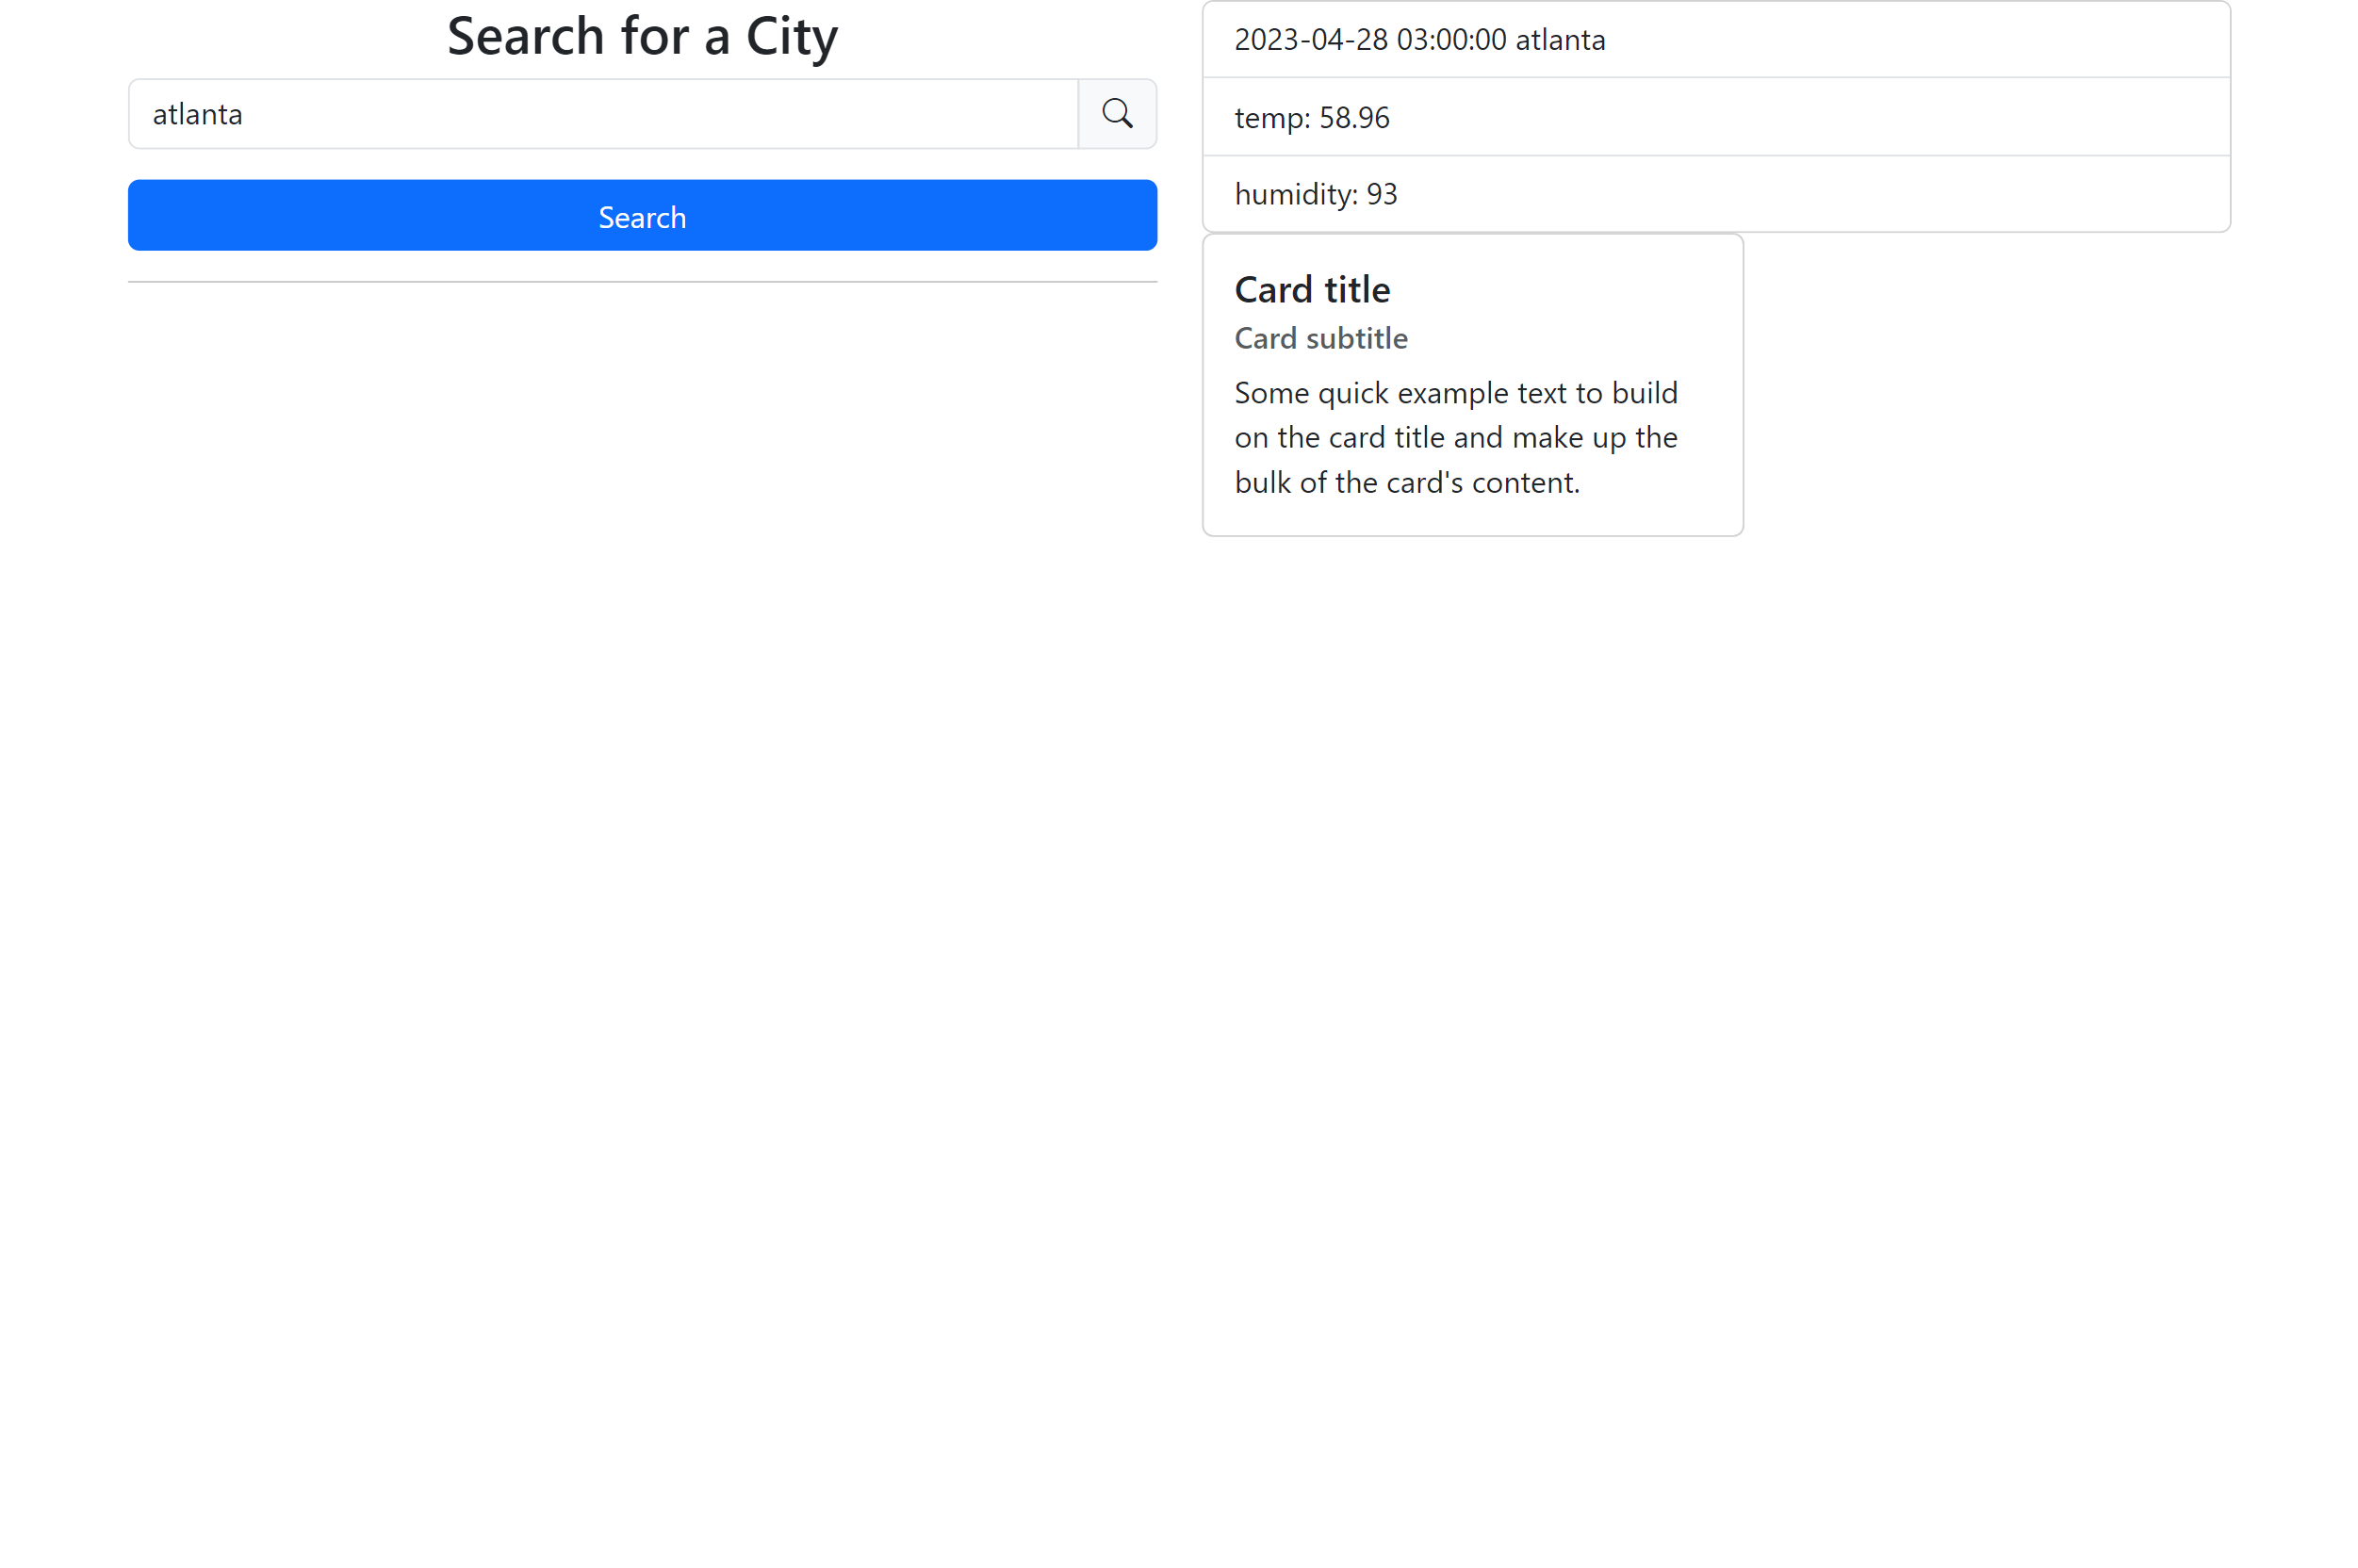 Search for a City
atlanta
Search
2023-04-28 03:00:00 atlanta
temp: 58.96
humidity: 93
Card title
Card subtitle
Some quick example text to build
on the card title and make up the
bulk of the card's content.